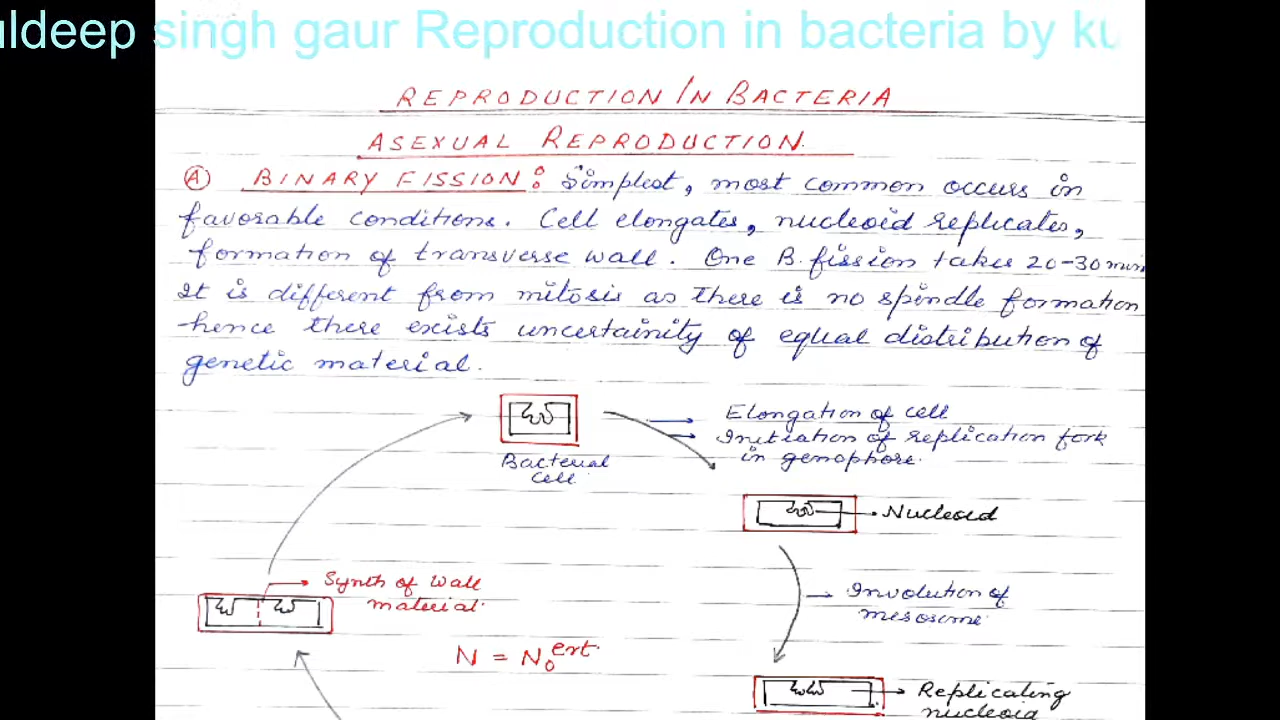 uldeep singh gaur Reproduction in bacteria by ku
REPRODUCTION IN BACTERIA
ASEXUAL REPRODUCTION.
A BINARY FISSION: Simplest, most common occurs in
favorable conditions. Cell elongates, nucleoid replicates,
formation of transverse wall. One B.fission takes 20-30 min
It is different from mitosis as there is no spindle formation
hence there exists uncertainity of equal distribution of
genetic material.
Elongation of cell
Initiation of replication fork
in genophore.
Bacterial
Cell.
Nucleoid
Synth of wall
material.
Involution of
mesosome
N = N₀ert.
Replicating
nucleoid